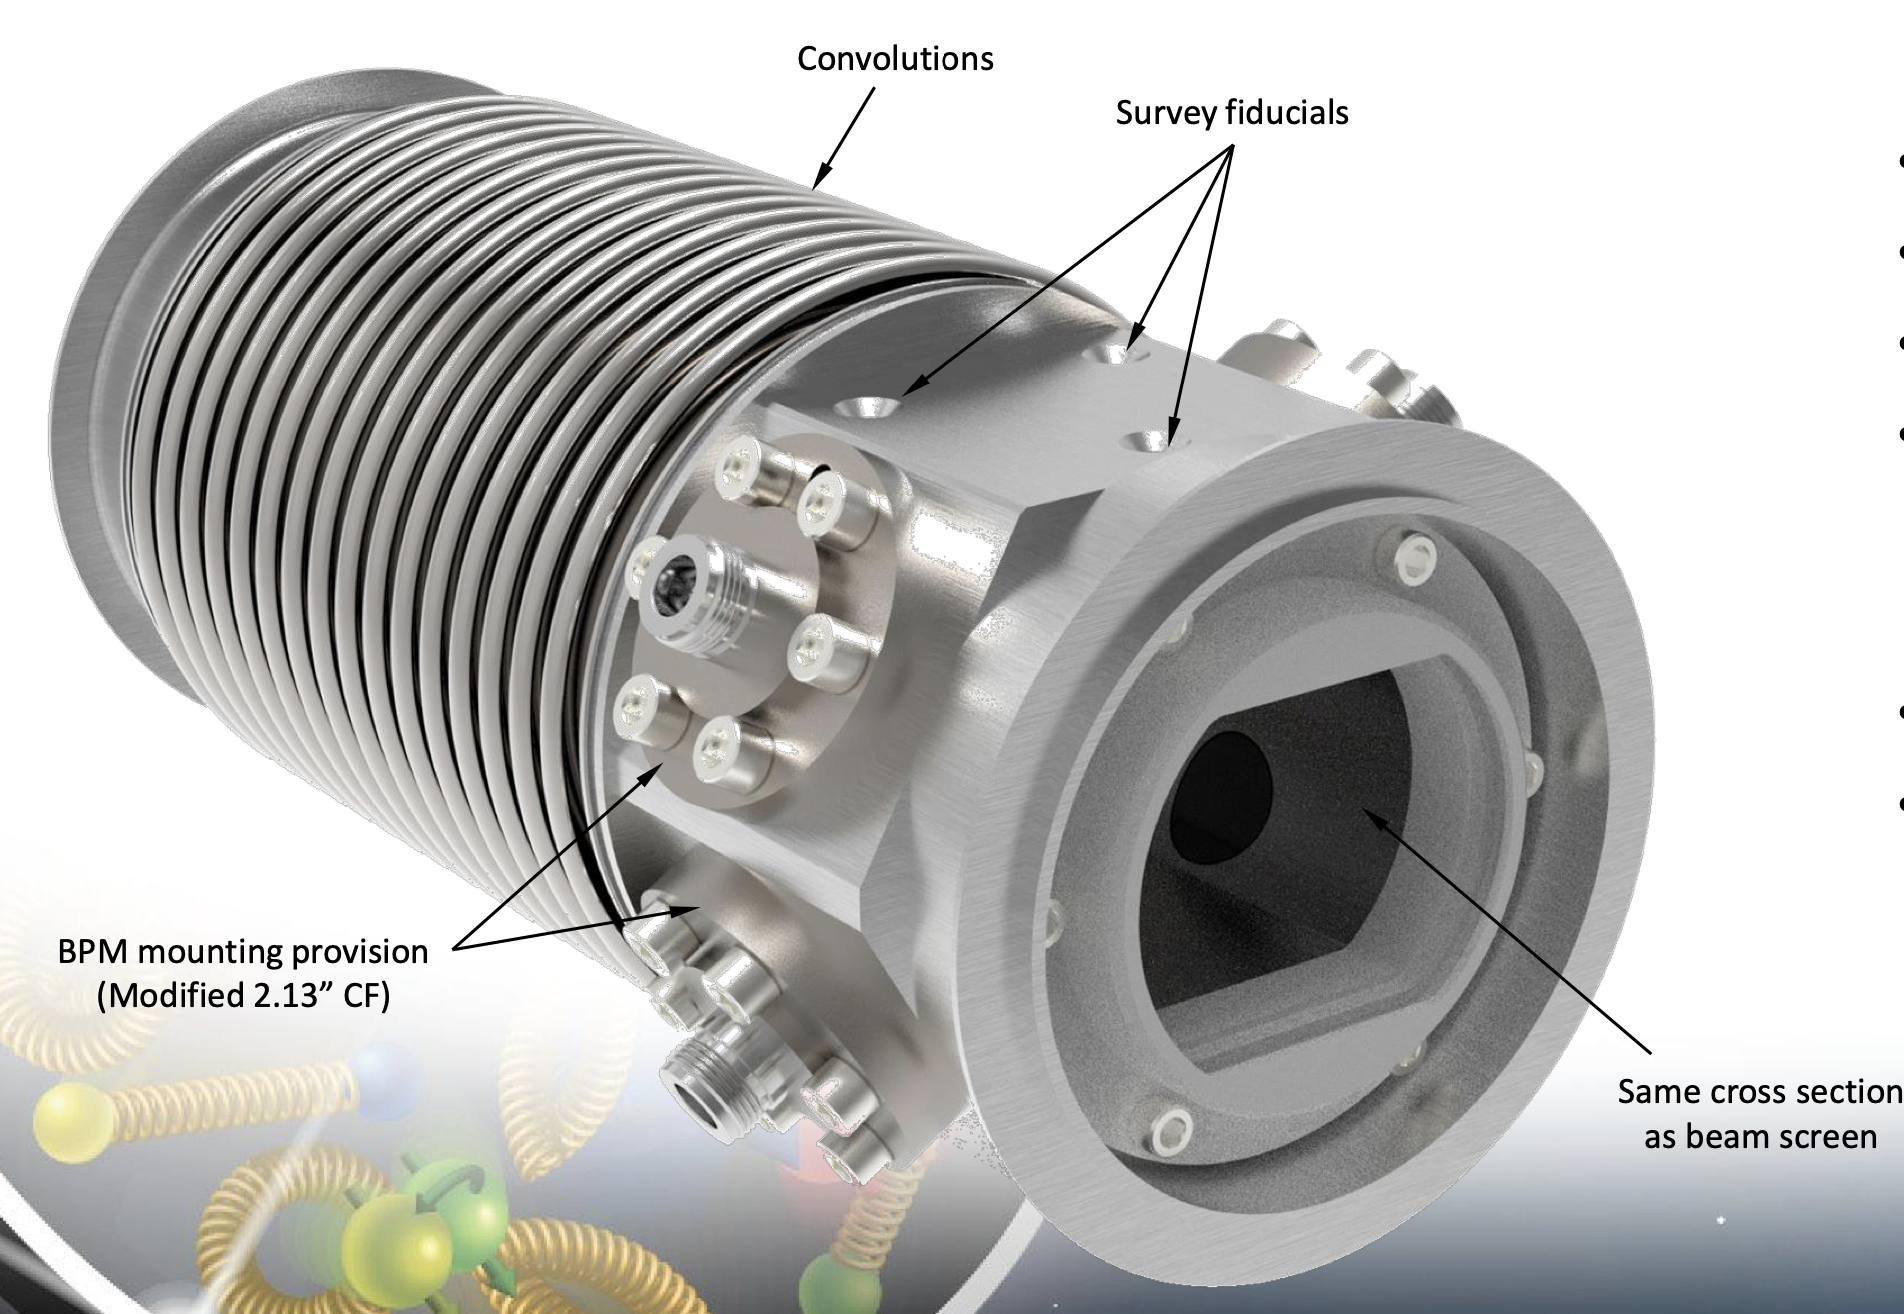 Convolutions
Survey fiducials
BPM mounting provision
(Modified 2.13” CF)
Same cross section
as beam screen